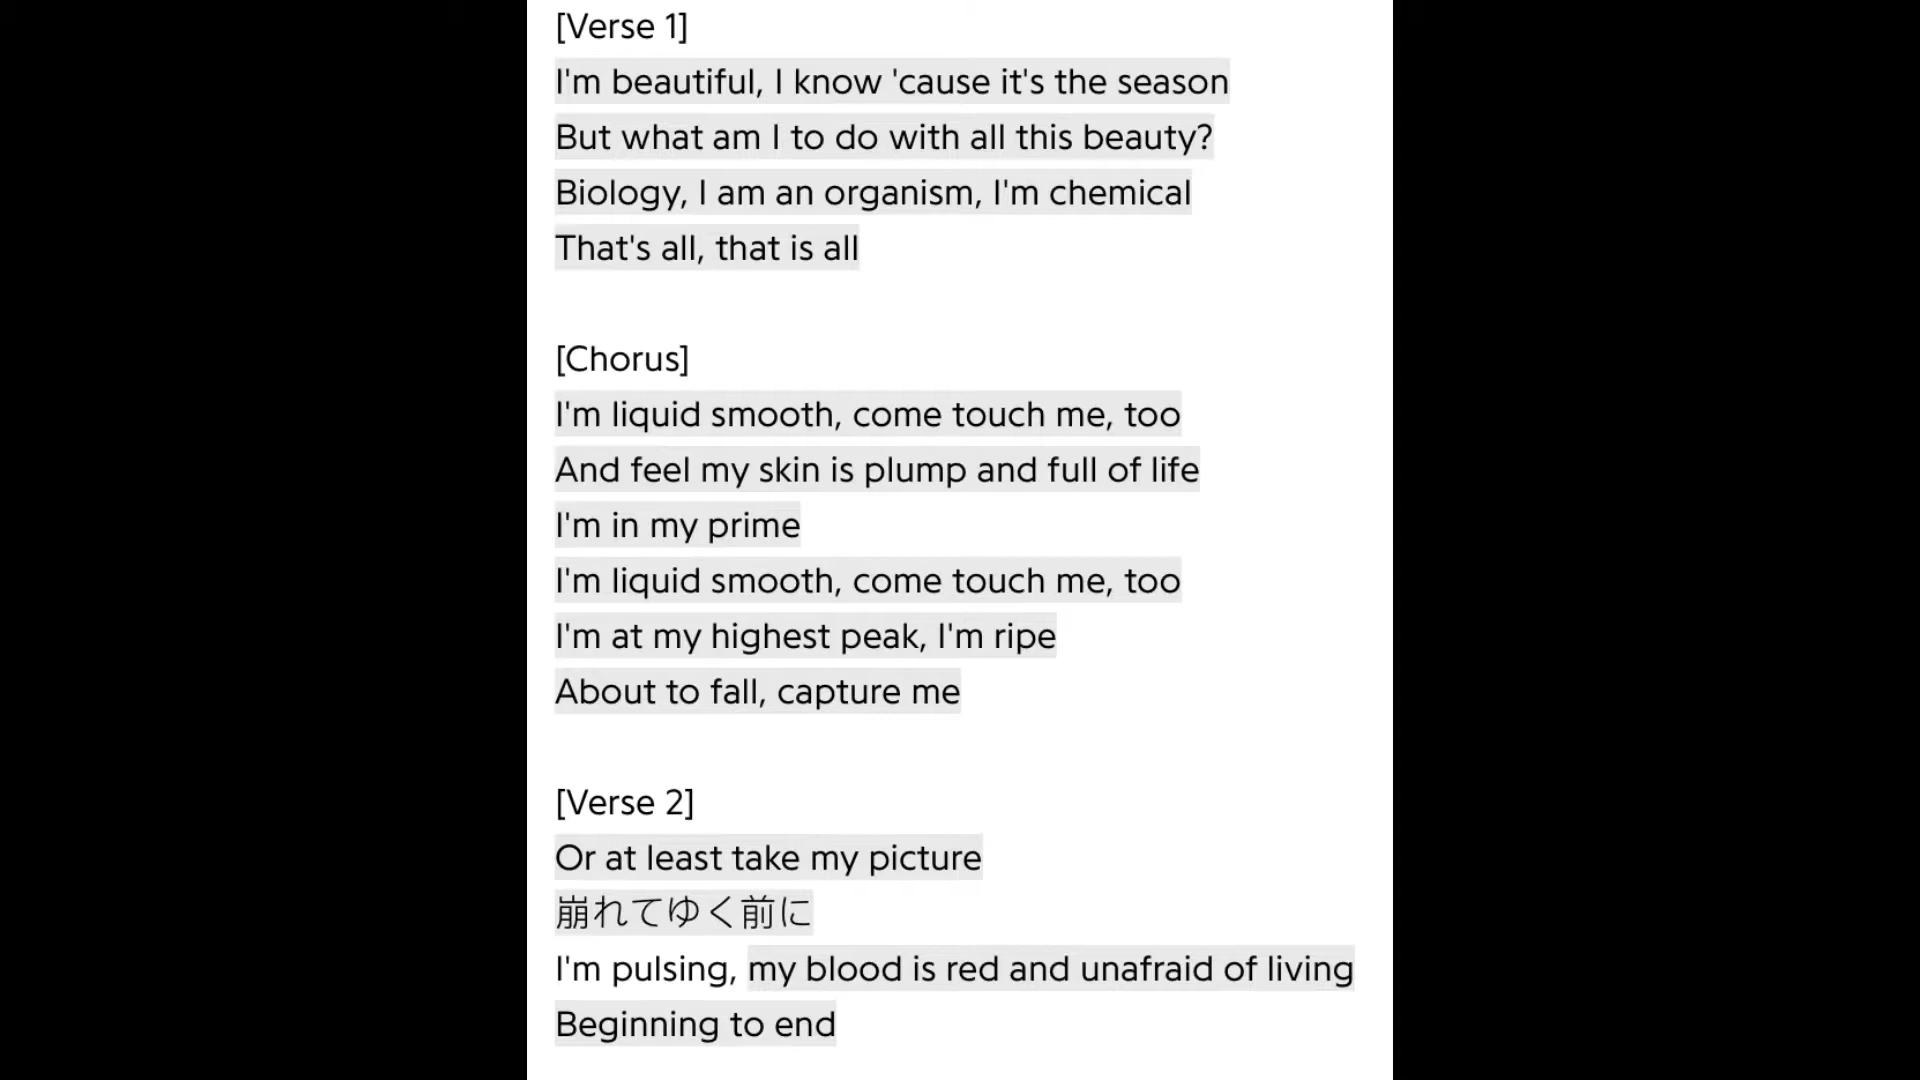 [Verse 1]
I'm beautiful, I know 'cause it's the season
But what am I to do with all this beauty?
Biology, I am an organism, I'm chemical
That's all, that is all
[Chorus]
I'm liquid smooth, come touch me, too
And feel my skin is plump and full of life
I'm in my prime
I'm liquid smooth, come touch me, too
I'm at my highest peak, I'm ripe
About to fall, capture me
[Verse 2]
Or at least take my picture
崩れてゆく前に
I'm pulsing, my blood is red and unafraid of living
Beginning to end